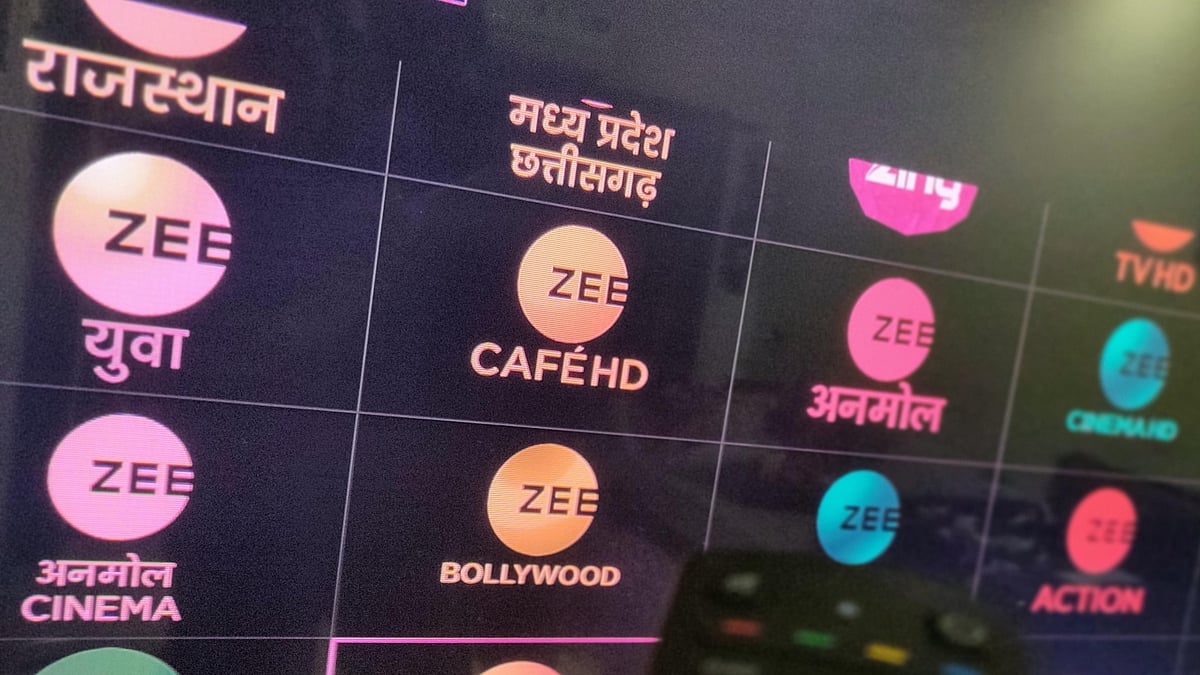 राजस्थान
मध्य प्रदेश
छत्तीसगढ़
zing
TV HD
ZEE
युवा
ZEE
CAFÉ HD
ZEE
अनमोल
ZEE
CINEMA HD
ZEE
अनमोल
CINEMA
ZEE
BOLLYWOOD
ZEE
ZEE
ACTION